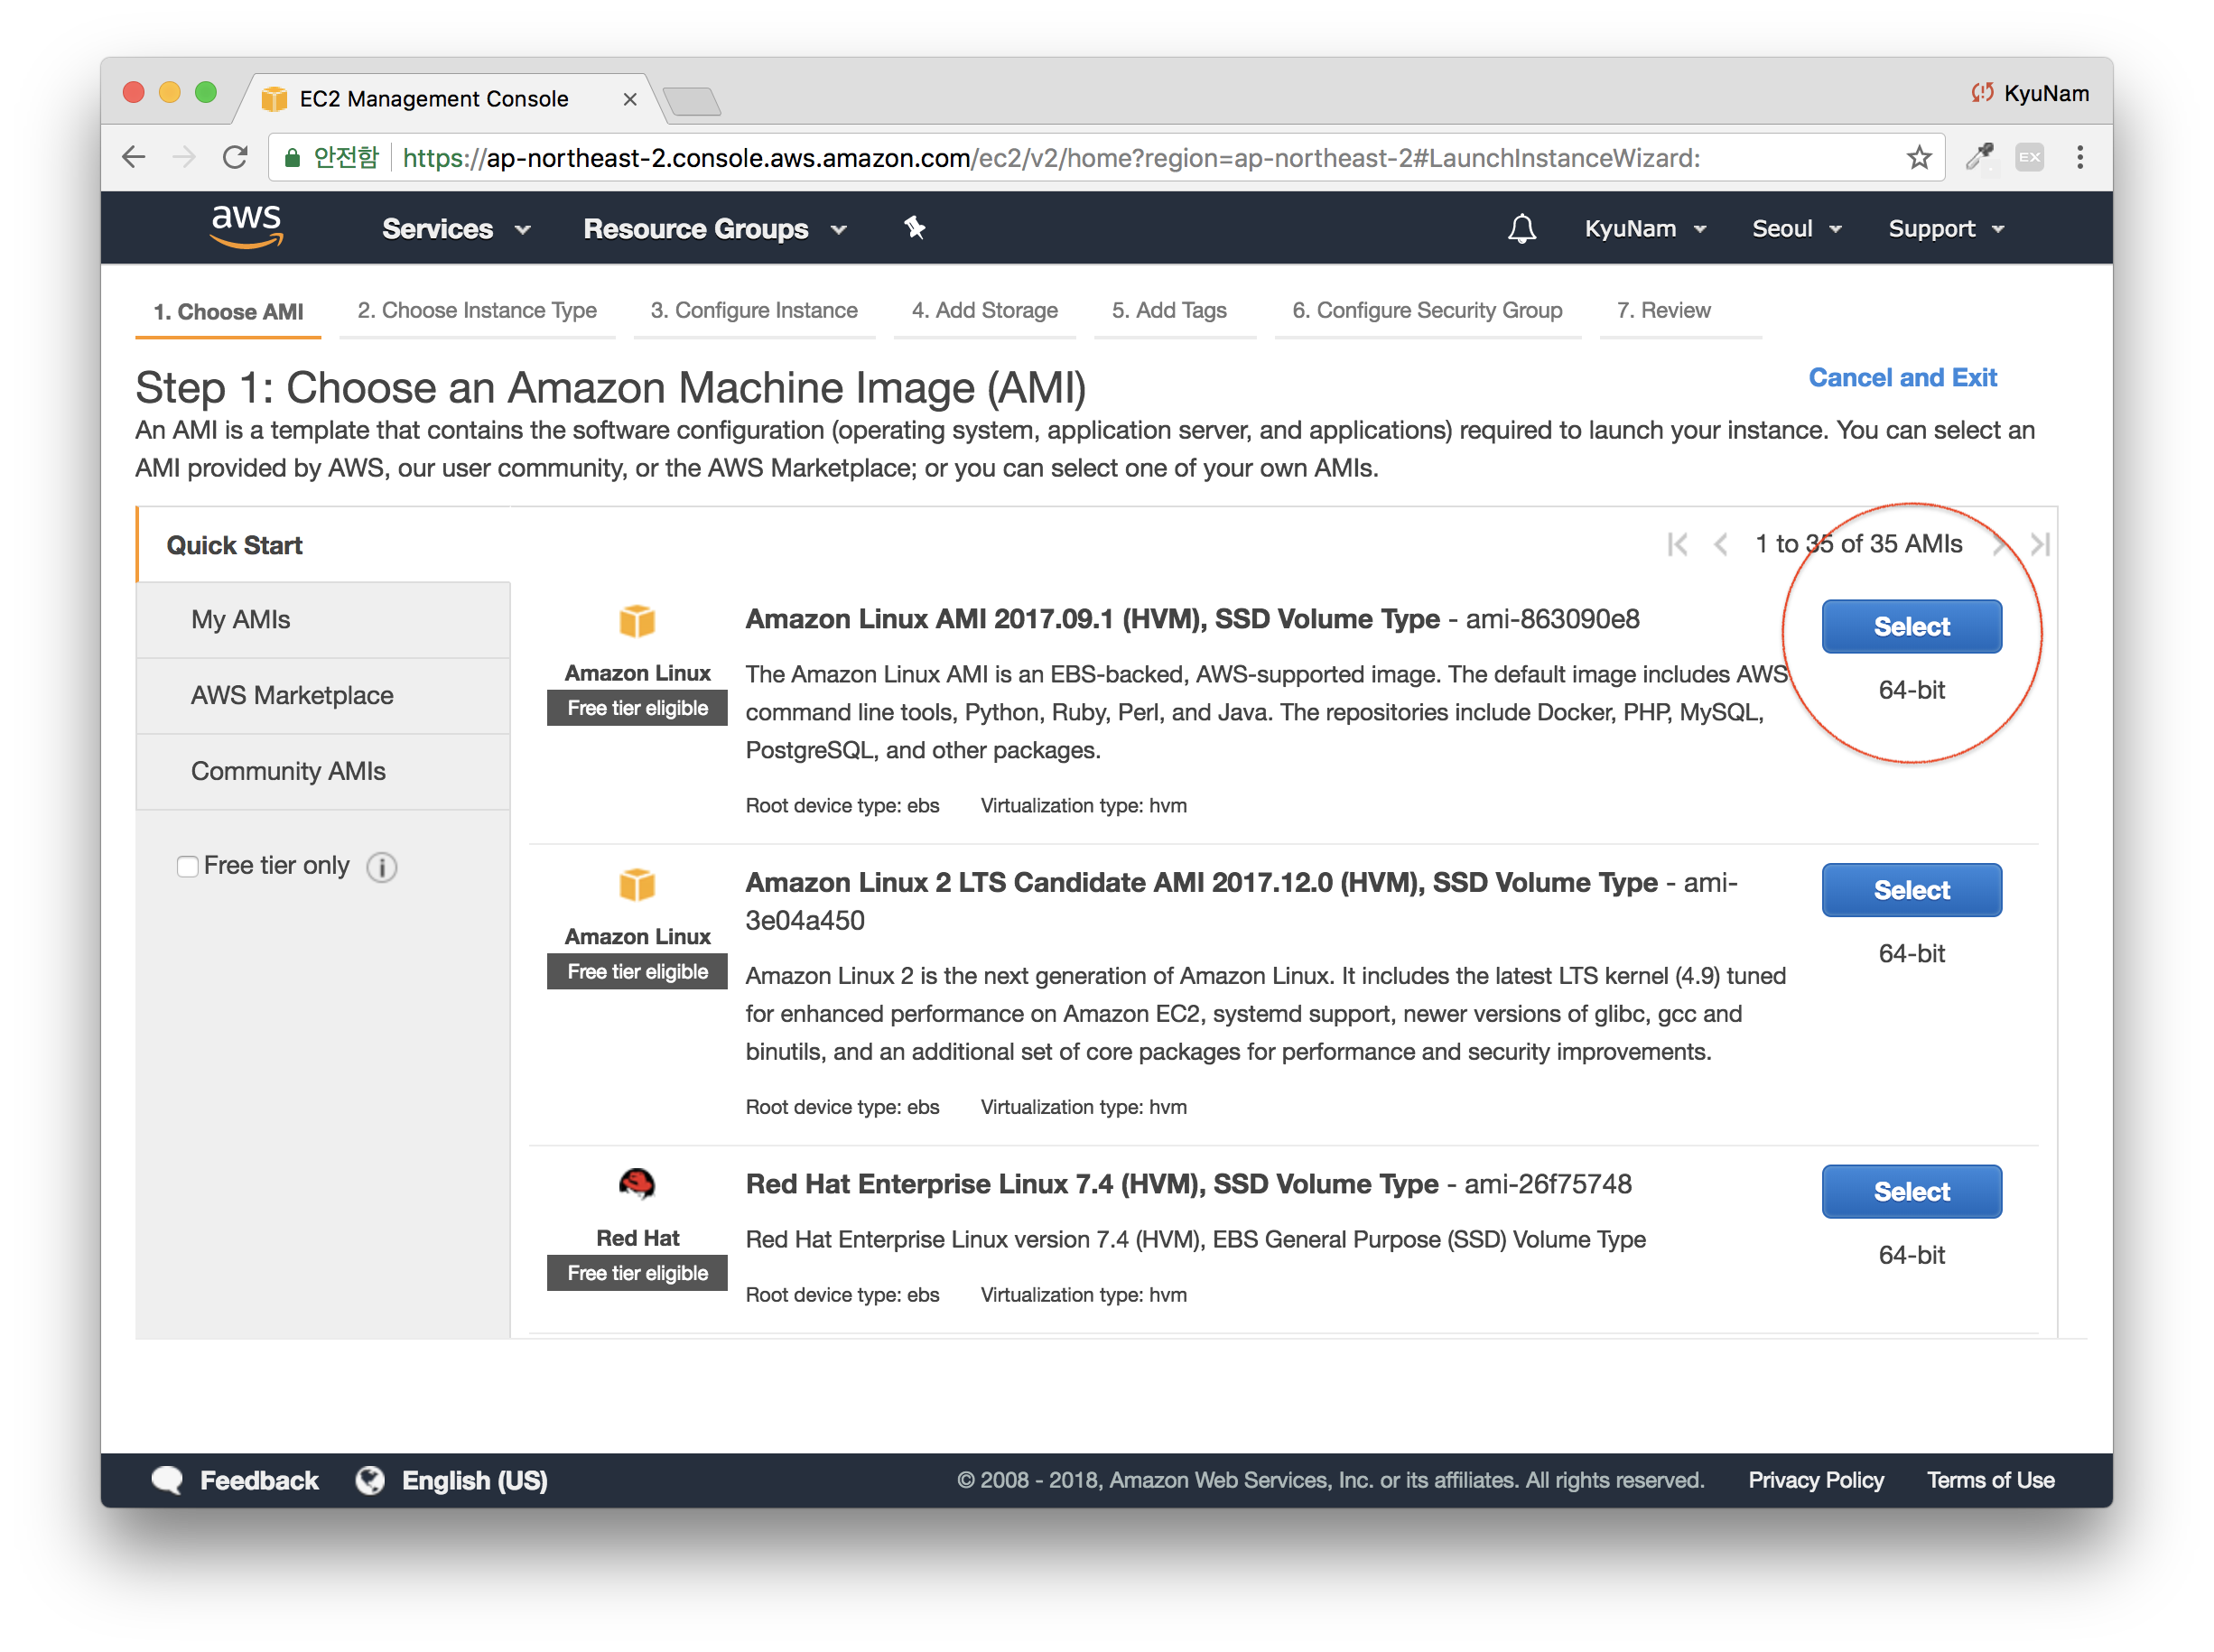 EC2 Management Console
KyuNam
안전함 https://ap-northeast-2.console.aws.amazon.com/ec2/v2/home?region=ap-northeast-2#LaunchInstanceWizard:
EX
aws Services Resource Groups KyuNam Seoul Support
1. Choose AMI 2. Choose Instance Type 3. Configure Instance 4. Add Storage 5. Add Tags 6. Configure Security Group 7. Review
Step 1: Choose an Amazon Machine Image (AMI)
Cancel and Exit
An AMI is a template that contains the software configuration (operating system, application server, and applications) required to launch your instance. You can select an
AMI provided by AWS, our user community, or the AWS Marketplace; or you can select one of your own AMIs.
Quick Start
My AMIs
AWS Marketplace
Community AMIs
Free tier only
1 to 35 of 35 AMIs
Amazon Linux
Free tier eligible
Amazon Linux AMI 2017.09.1 (HVM), SSD Volume Type - ami-863090e8
The Amazon Linux AMI is an EBS-backed, AWS-supported image. The default image includes AWS
command line tools, Python, Ruby, Perl, and Java. The repositories include Docker, PHP, MySQL,
PostgreSQL, and other packages.
Root device type: ebs Virtualization type: hvm
Select
64-bit
Amazon Linux
Free tier eligible
Amazon Linux 2 LTS Candidate AMI 2017.12.0 (HVM), SSD Volume Type - ami-
3e04a450
Amazon Linux 2 is the next generation of Amazon Linux. It includes the latest LTS kernel (4.9) tuned
for enhanced performance on Amazon EC2, systemd support, newer versions of glibc, gcc and
binutils, and an additional set of core packages for performance and security improvements.
Root device type: ebs Virtualization type: hvm
Select
64-bit
Red Hat
Free tier eligible
Red Hat Enterprise Linux 7.4 (HVM), SSD Volume Type - ami-26f75748
Red Hat Enterprise Linux version 7.4 (HVM), EBS General Purpose (SSD) Volume Type
Root device type: ebs Virtualization type: hvm
Select
64-bit
Feedback English (US) © 2008 - 2018, Amazon Web Services, Inc. or its affiliates. All rights reserved. Privacy Policy Terms of Use